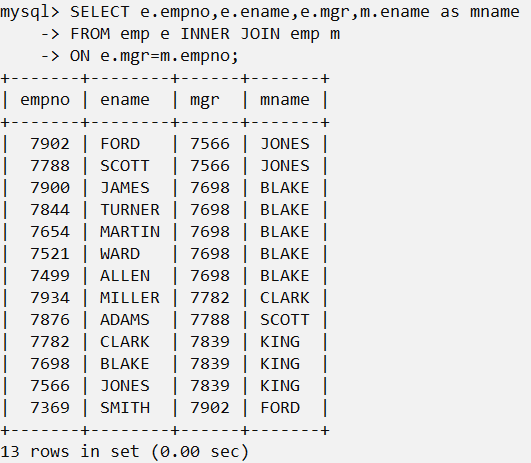 mysql> SELECT e.empno,e.ename,e.mgr,m.ename as mname
    -> FROM emp e INNER JOIN emp m
    -> ON e.mgr=m.empno;
+-------+--------+------+-------+
| empno | ename  | mgr  | mname |
+-------+--------+------+-------+
|  7902 | FORD   | 7566 | JONES |
|  7788 | SCOTT  | 7566 | JONES |
|  7900 | JAMES  | 7698 | BLAKE |
|  7844 | TURNER | 7698 | BLAKE |
|  7654 | MARTIN | 7698 | BLAKE |
|  7521 | WARD   | 7698 | BLAKE |
|  7499 | ALLEN  | 7698 | BLAKE |
|  7934 | MILLER | 7782 | CLARK |
|  7876 | ADAMS  | 7788 | SCOTT |
|  7782 | CLARK  | 7839 | KING  |
|  7698 | BLAKE  | 7839 | KING  |
|  7566 | JONES  | 7839 | KING  |
|  7369 | SMITH  | 7902 | FORD  |
+-------+--------+------+-------+
13 rows in set (0.00 sec)